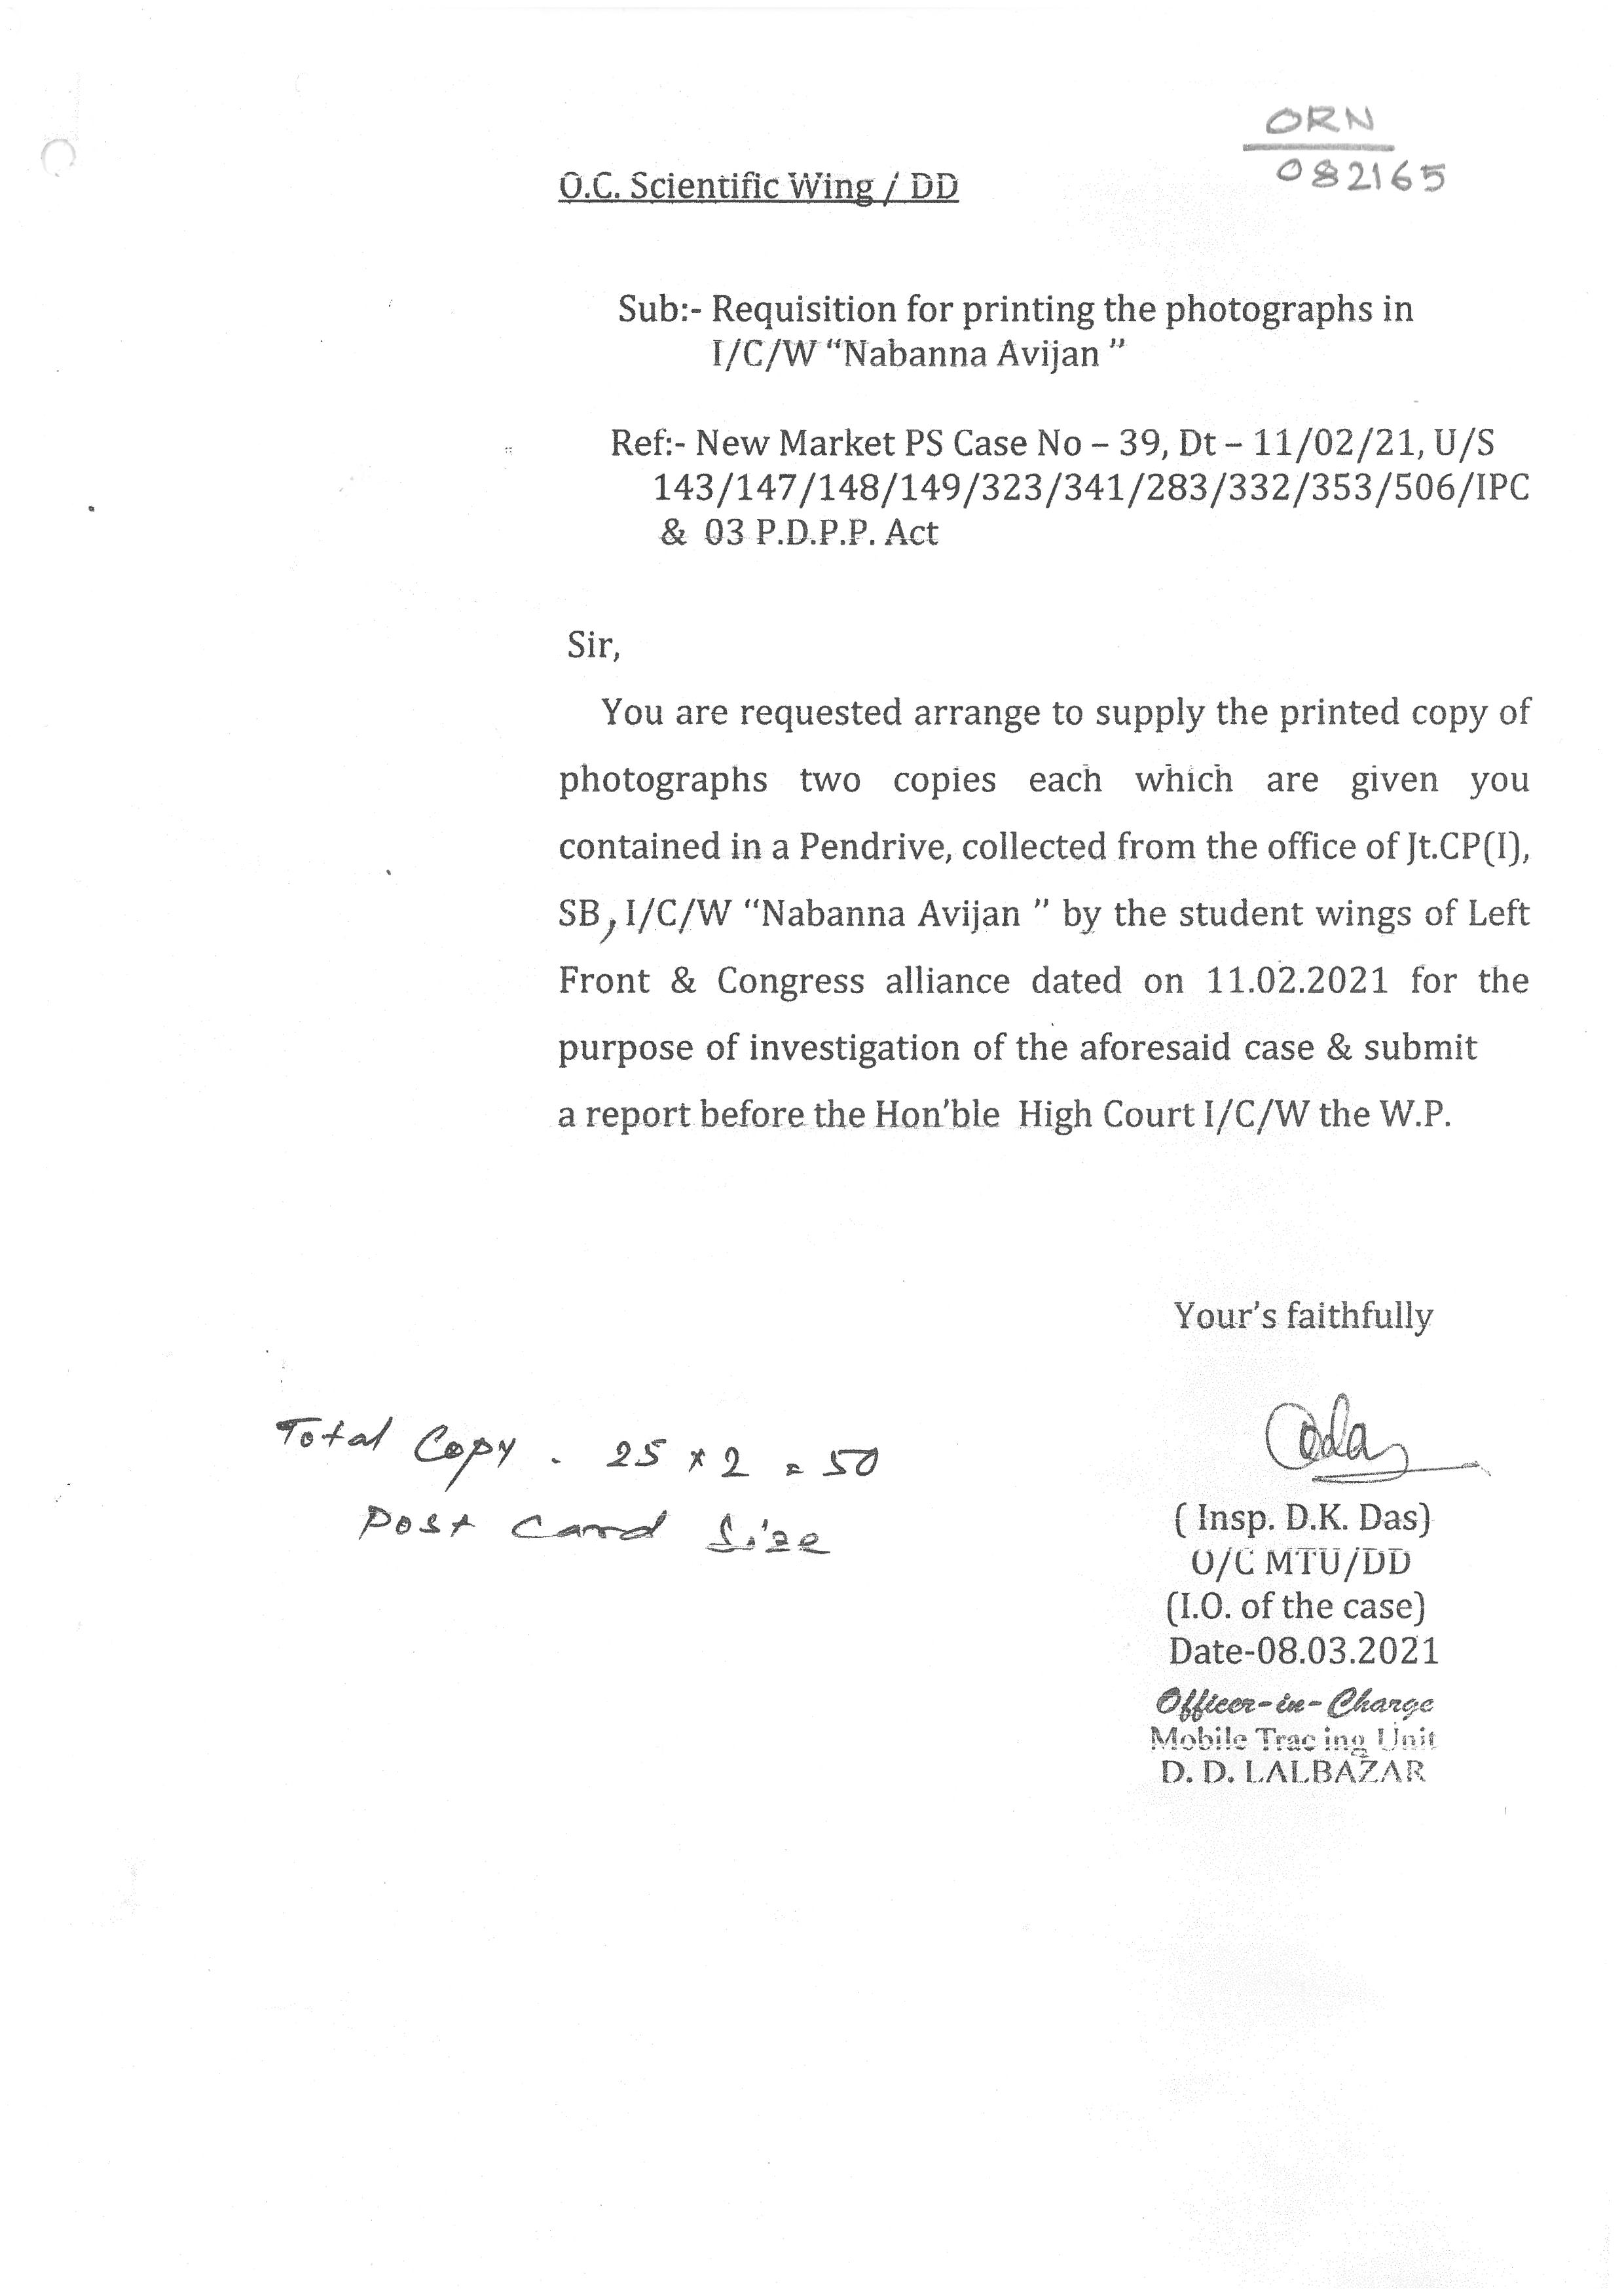 ORN
082165
O.C. Scientific Wing / DD
Sub:- Requisition for printing the photographs in
I/C/W “Nabanna Avijan ”
Ref:- New Market PS Case No – 39, Dt – 11/02/21, U/S
143/147/148/149/323/341/283/332/353/506/IPC
& 03 P.D.P.P. Act
Sir,
You are requested arrange to supply the printed copy of
photographs two copies each which are given you
contained in a Pendrive, collected from the office of Jt.CP(I),
SB, I/C/W “Nabanna Avijan ” by the student wings of Left
Front & Congress alliance dated on 11.02.2021 for the
purpose of investigation of the aforesaid case & submit
a report before the Hon’ble High Court I/C/W the W.P.
Your’s faithfully
Total Copy . 25 x 2 = 50
Post Card Size
( Insp. D.K. Das)
O/C MTU/DD
(I.O. of the case)
Date-08.03.2021
Officer-in-Charge
Mobile Tracing Unit
D. D. LALBAZAR